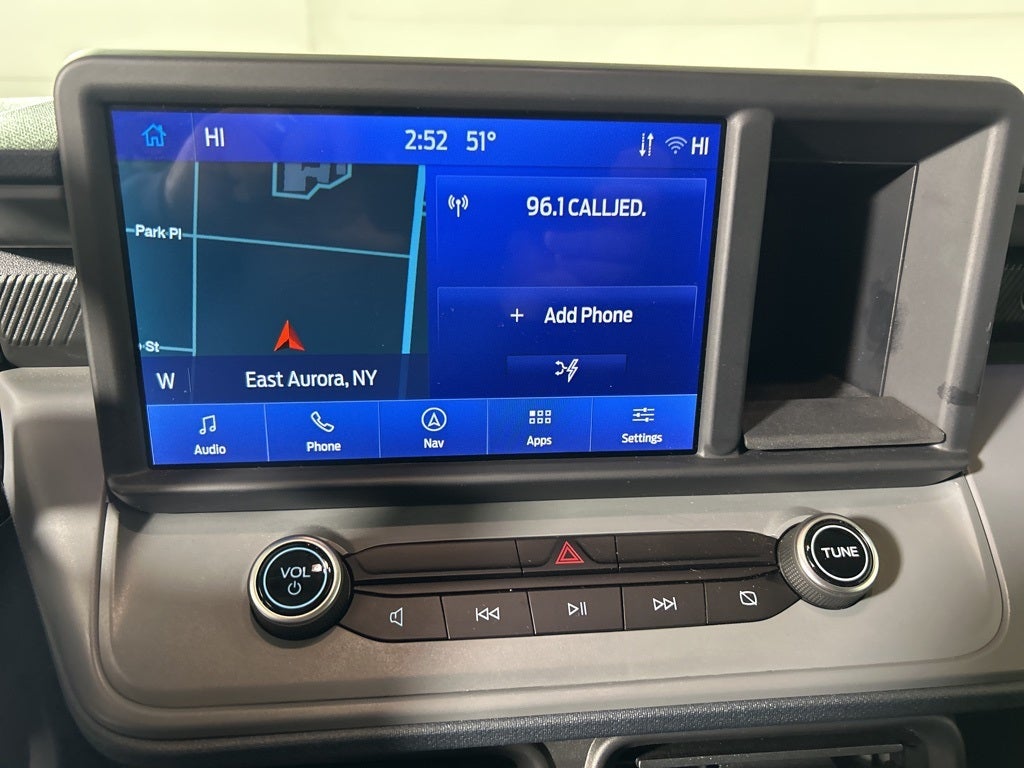 HI 2:52 51° HI
96.1 CALLJED.
Park Pl
St
+ Add Phone
W East Aurora, NY
Audio Phone Nav Apps Settings
VOL TUNE